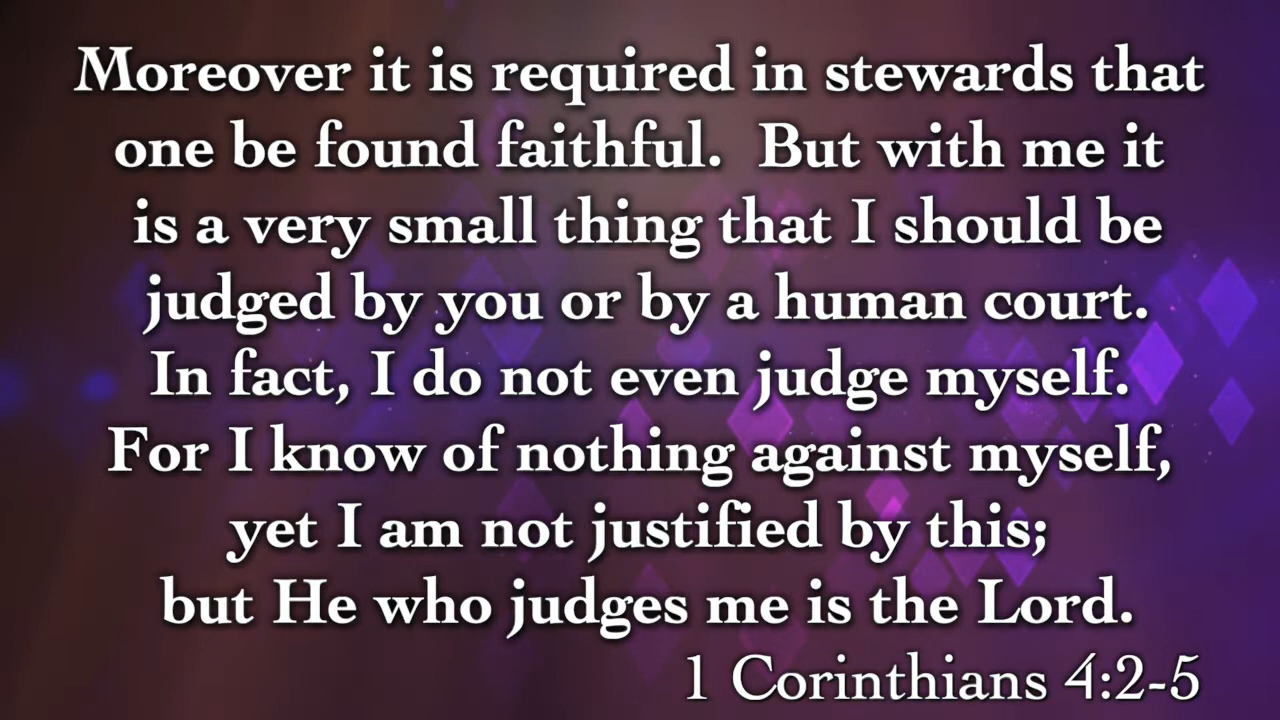 Moreover it is required in stewards that
one be found faithful.  But with me it
is a very small thing that I should be
judged by you or by a human court.
In fact, I do not even judge myself.
For I know of nothing against myself,
yet I am not justified by this;
but He who judges me is the Lord.
1 Corinthians 4:2-5